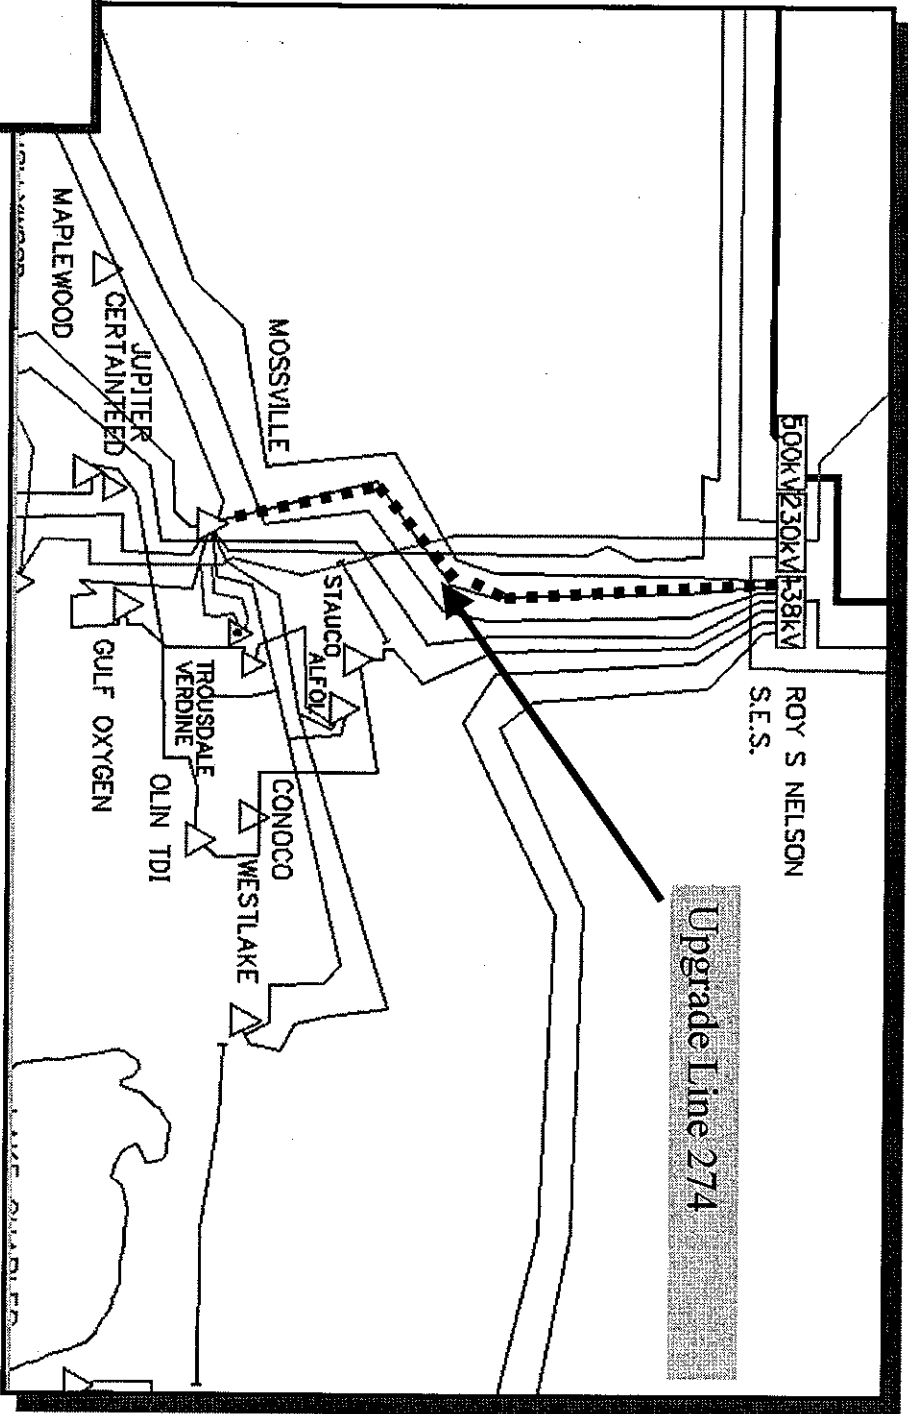 500kV 230kV 138kV
ROY S NELSON
S.E.S.
Upgrade Line 274
MOSSVILLE
STAUCO
ALFOL
CONOCO
WESTLAKE
TROUSDALE
VERDINE
OLIN TDI
JUPITER
CERTAINTEED
GULF OXYGEN
MAPLEWOOD